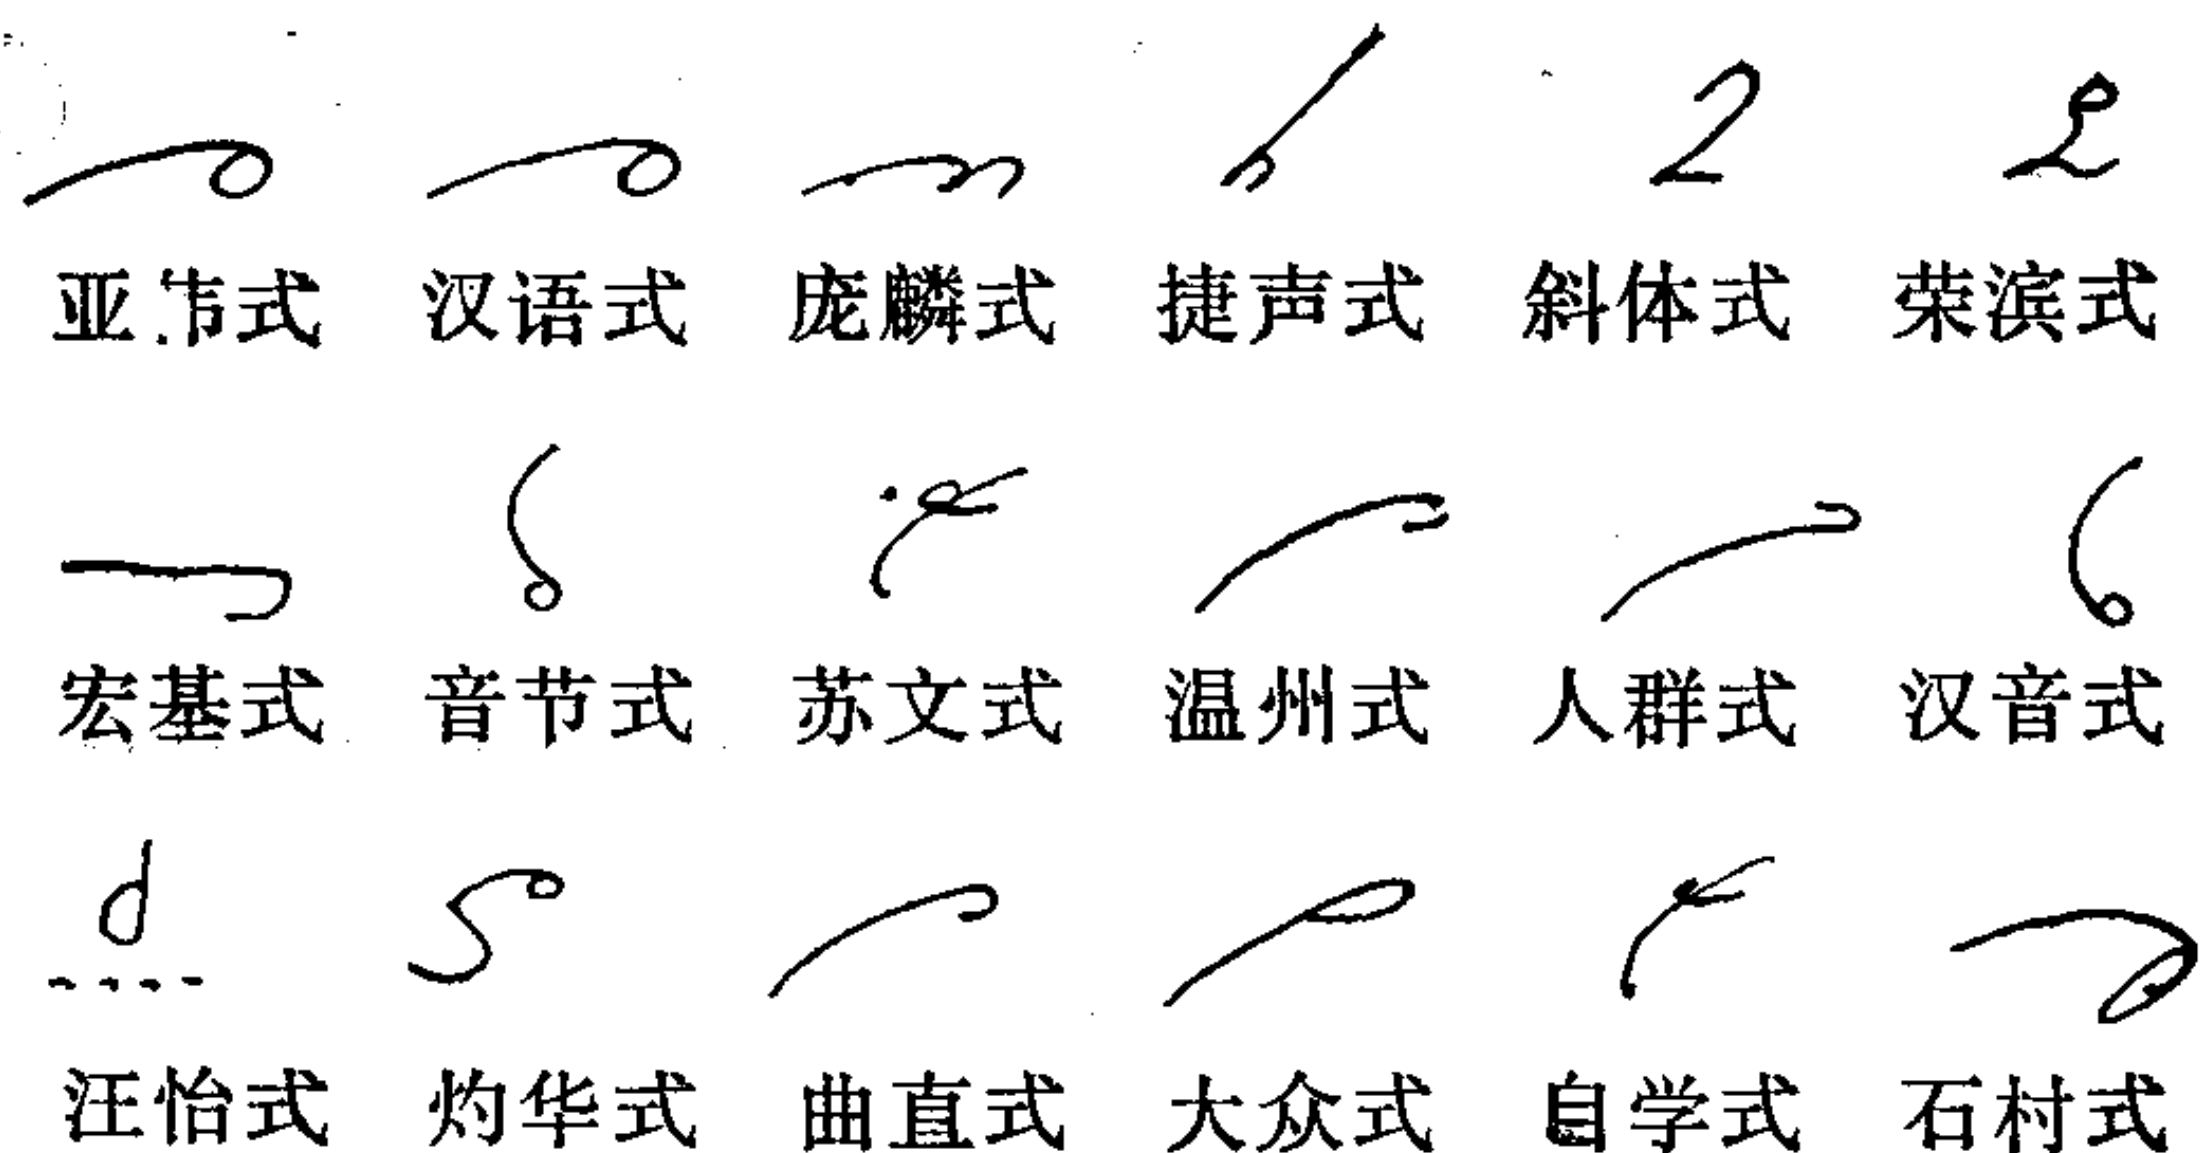 亚韦式 汉语式 庞麟式 捷声式 斜体式 荣滨式
宏基式 音节式 苏文式 温州式 人群式 汉音式
汪怡式 灼华式 曲直式 大众式 自学式 石村式